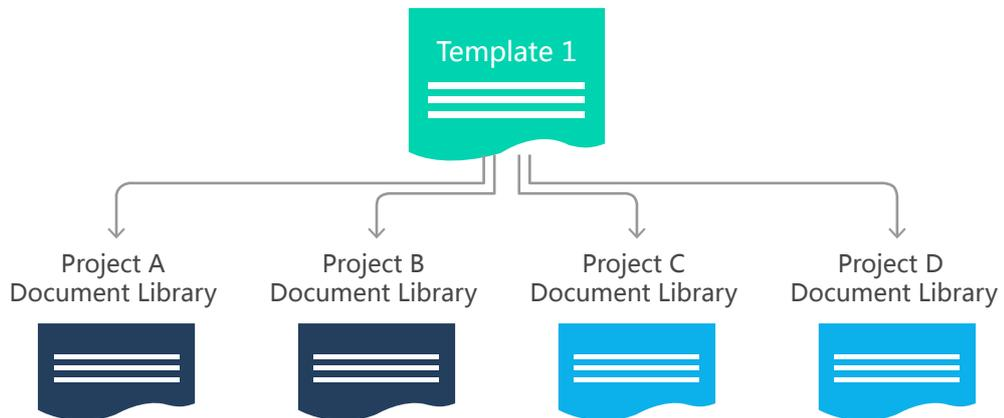 Template 1
Project A
Document Library
Project B
Document Library
Project C
Document Library
Project D
Document Library